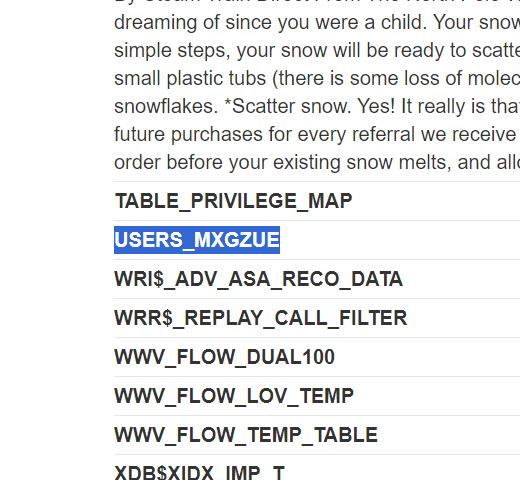 dreaming of since you were a child. Your snow
simple steps, your snow will be ready to scatte
small plastic tubs (there is some loss of molec
snowflakes. *Scatter snow. Yes! It really is tha
future purchases for every referral we receive
order before your existing snow melts, and allo
TABLE_PRIVILEGE_MAP
USERS_MXGZUE
WRI$_ADV_ASA_RECO_DATA
WRR$_REPLAY_CALL_FILTER
WWV_FLOW_DUAL100
WWV_FLOW_LOV_TEMP
WWV_FLOW_TEMP_TABLE
XDB$XIDX_IMP_T